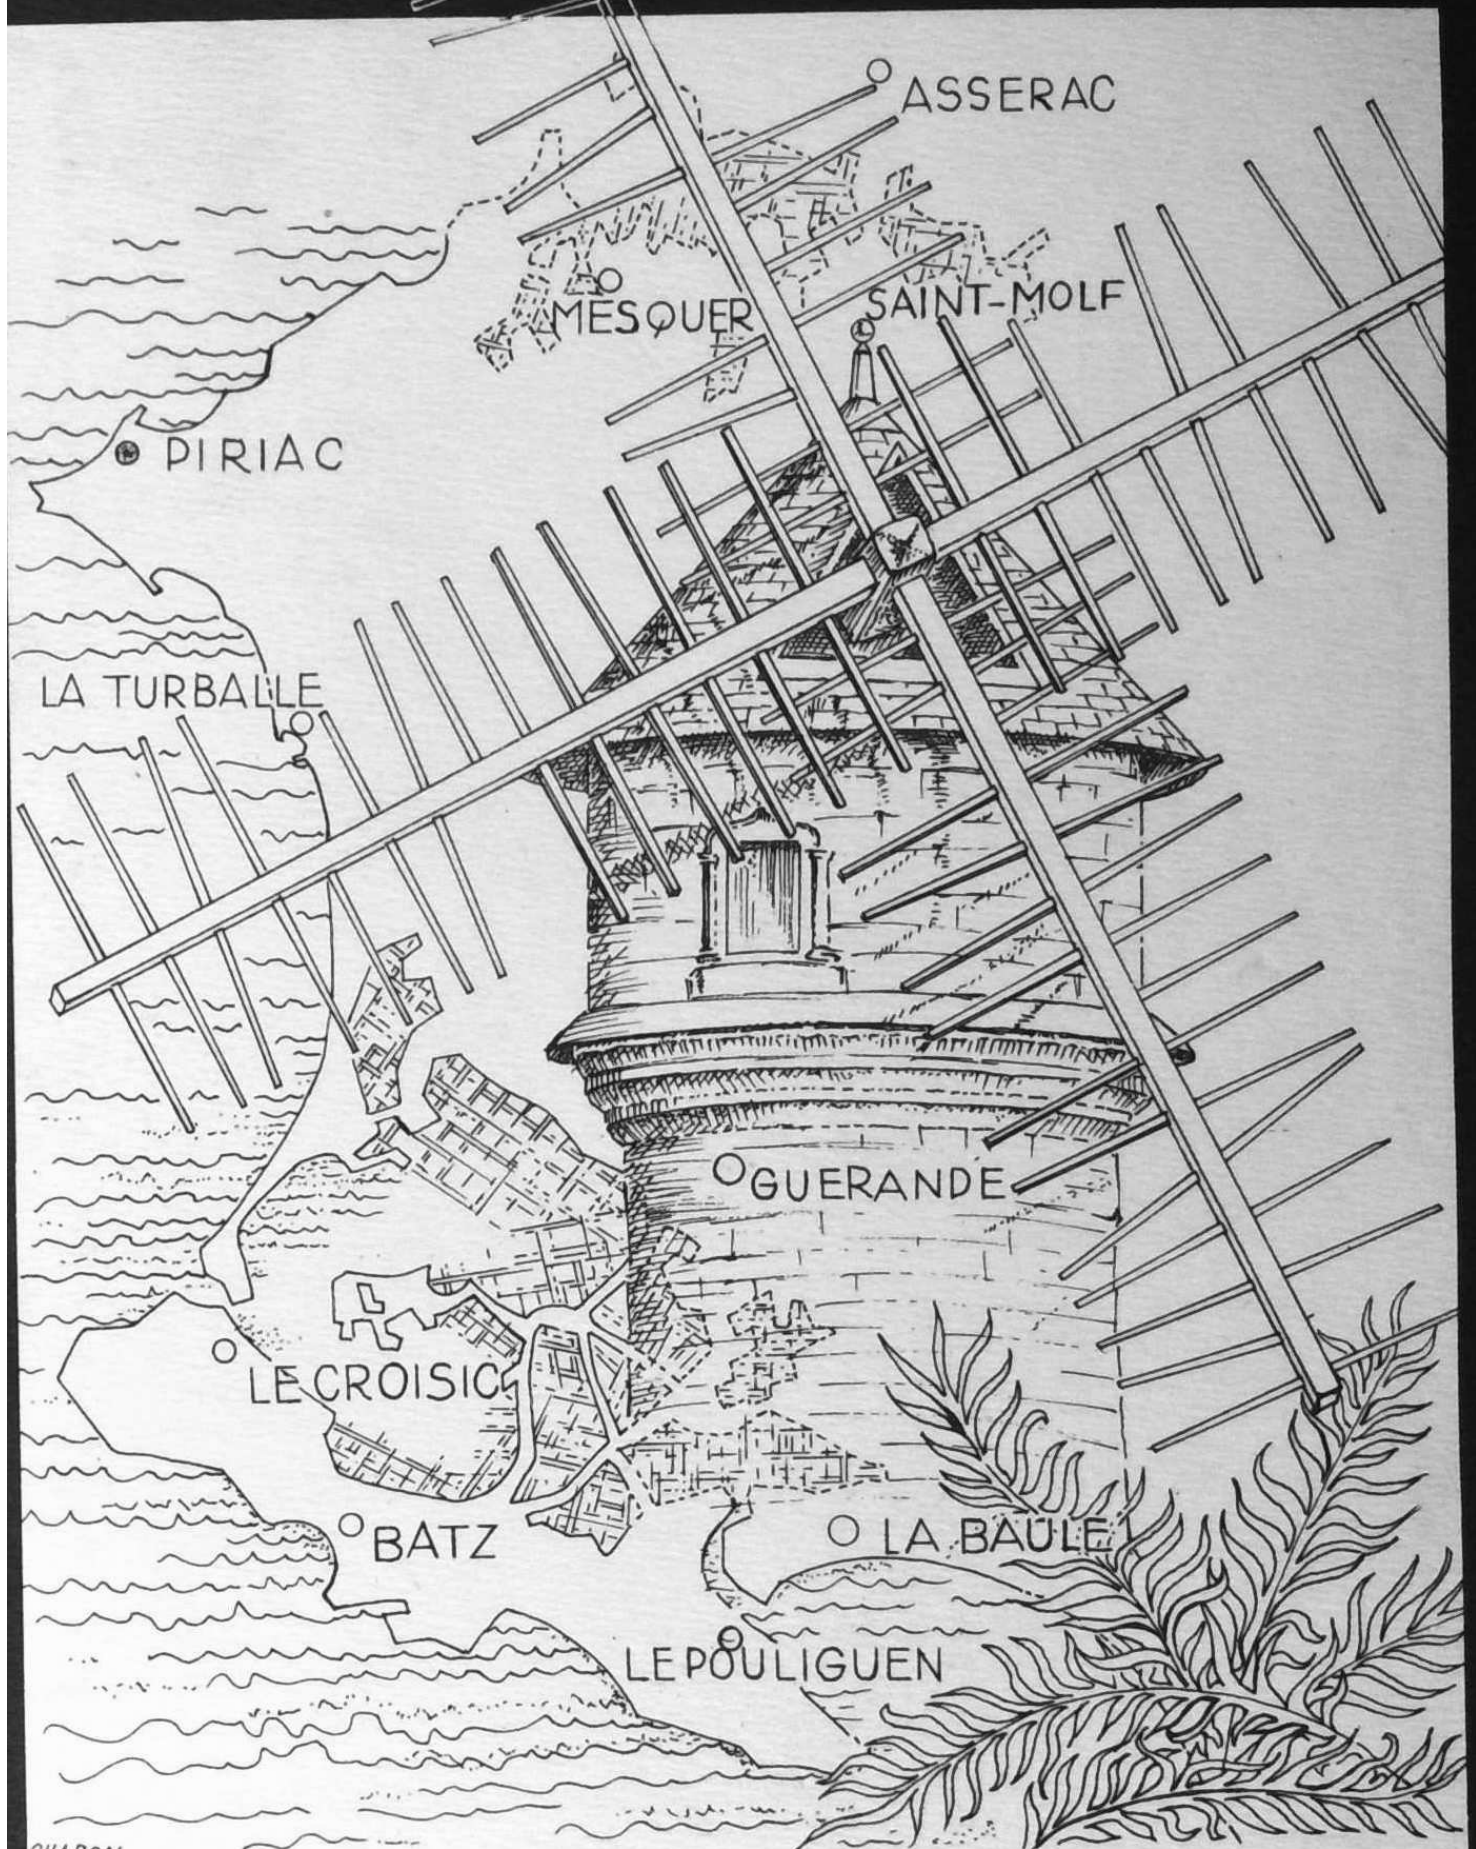 ASSERAC
MESQUER
SAINT-MOLF
PIRIAC
LA TURBALLE
GUERANDE
LE CROISIC
BATZ
LA BAULE
LE POULIGUEN